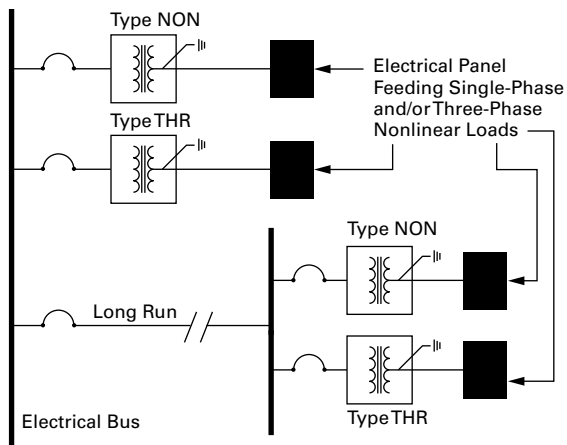 Type NON
Type THR
Electrical Panel
Feeding Single-Phase
and/or Three-Phase
Nonlinear Loads
Type NON
Long Run
Type THR
Electrical Bus